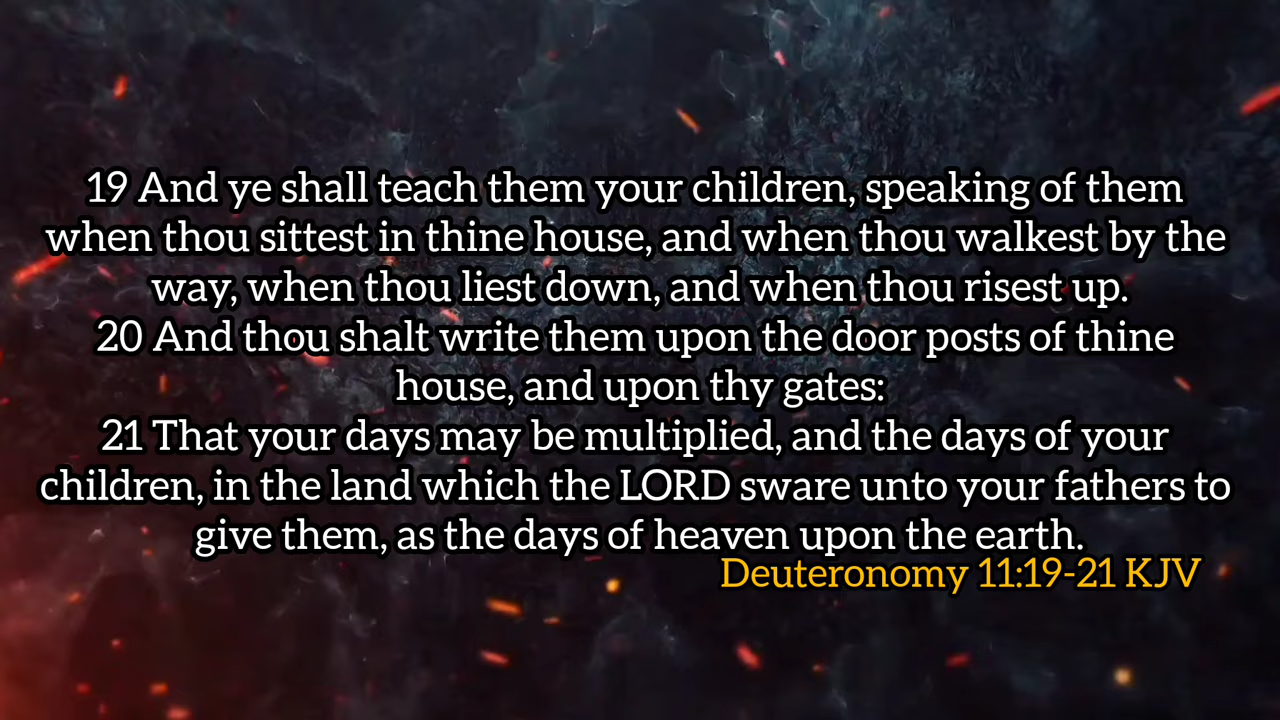 19 And ye shall teach them your children, speaking of them
when thou sittest in thine house, and when thou walkest by the
way, when thou liest down, and when thou risest up.
20 And thou shalt write them upon the door posts of thine
house, and upon thy gates:
21 That your days may be multiplied, and the days of your
children, in the land which the LORD sware unto your fathers to
give them, as the days of heaven upon the earth.
Deuteronomy 11:19-21 KJV